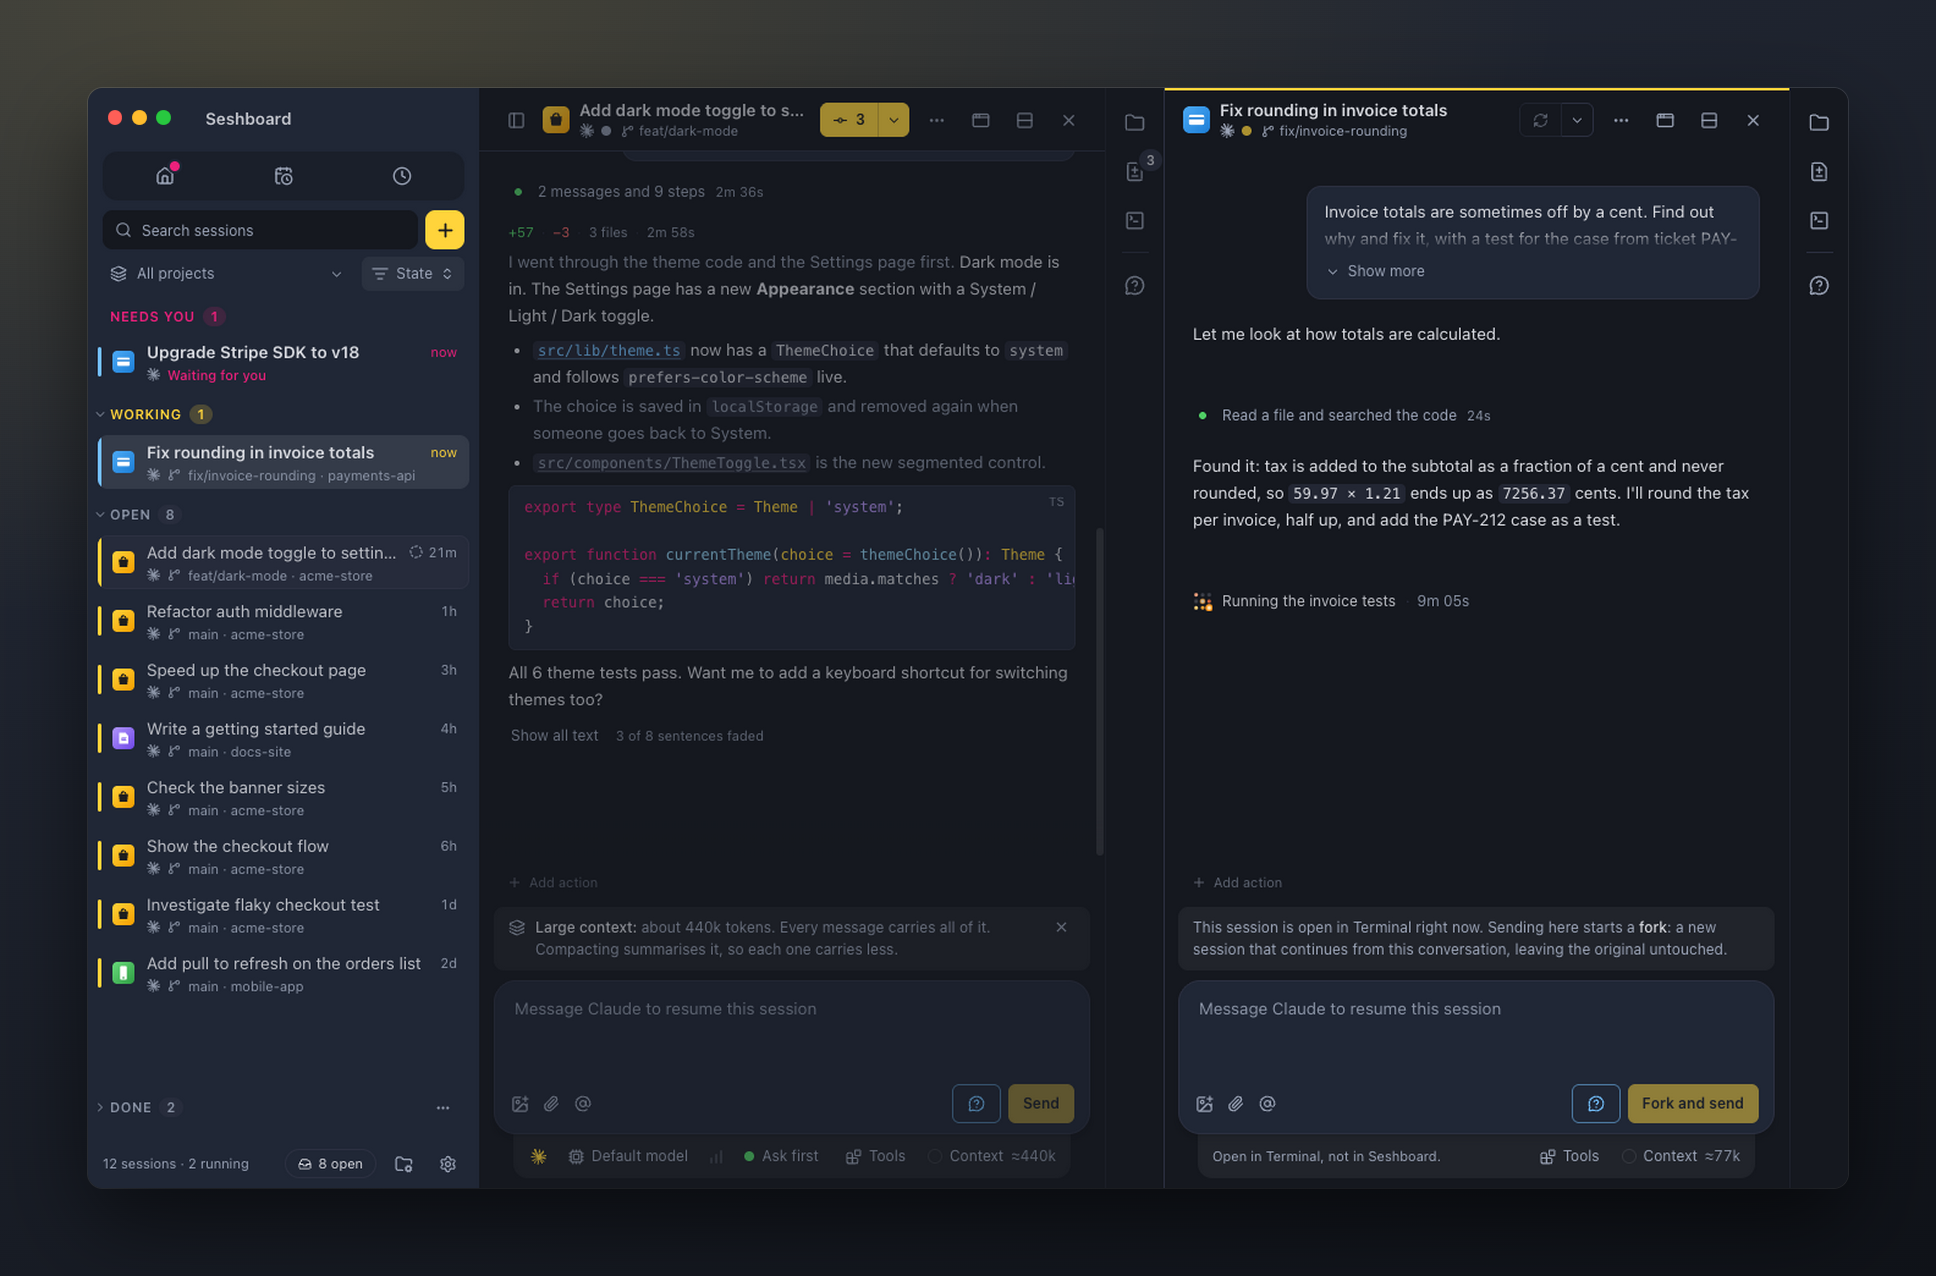 Seshboard
Search sessions
All projects
State
NEEDS YOU 1
Upgrade Stripe SDK to v18 now
Waiting for you
WORKING 1
Fix rounding in invoice totals now
fix/invoice-rounding · payments-api
OPEN 8
Add dark mode toggle to settin... 21m
feat/dark-mode · acme-store
Refactor auth middleware 1h
main · acme-store
Speed up the checkout page 3h
main · acme-store
Write a getting started guide 4h
main · docs-site
Check the banner sizes 5h
main · acme-store
Show the checkout flow 6h
main · acme-store
Investigate flaky checkout test 1d
main · acme-store
Add pull to refresh on the orders list 2d
main · mobile-app
DONE 2
12 sessions · 2 running
8 open
Add dark mode toggle to s...
feat/dark-mode
3
2 messages and 9 steps 2m 36s
+57 · −3 · 3 files · 2m 58s
I went through the theme code and the Settings page first. Dark mode is
in. The Settings page has a new Appearance section with a System /
Light / Dark toggle.
• src/lib/theme.ts now has a ThemeChoice that defaults to system
and follows prefers-color-scheme live.
• The choice is saved in localStorage and removed again when
someone goes back to System.
• src/components/ThemeToggle.tsx is the new segmented control.
TS
export type ThemeChoice = Theme | 'system';
export function currentTheme(choice = themeChoice()): Theme {
if (choice === 'system') return media.matches ? 'dark' : 'lig
return choice;
}
All 6 theme tests pass. Want me to add a keyboard shortcut for switching
themes too?
Show all text 3 of 8 sentences faded
+ Add action
Large context: about 440k tokens. Every message carries all of it.
Compacting summarises it, so each one carries less.
Message Claude to resume this session
Send
Default model
Ask first
Tools
Context ≈440k
3
Fix rounding in invoice totals
fix/invoice-rounding
Invoice totals are sometimes off by a cent. Find out
why and fix it, with a test for the case from ticket PAY-
Show more
Let me look at how totals are calculated.
Read a file and searched the code 24s
Found it: tax is added to the subtotal as a fraction of a cent and never
rounded, so 59.97 × 1.21 ends up as 7256.37 cents. I'll round the tax
per invoice, half up, and add the PAY-212 case as a test.
Running the invoice tests · 9m 05s
+ Add action
This session is open in Terminal right now. Sending here starts a fork: a new
session that continues from this conversation, leaving the original untouched.
Message Claude to resume this session
Fork and send
Open in Terminal, not in Seshboard.
Tools
Context ≈77k